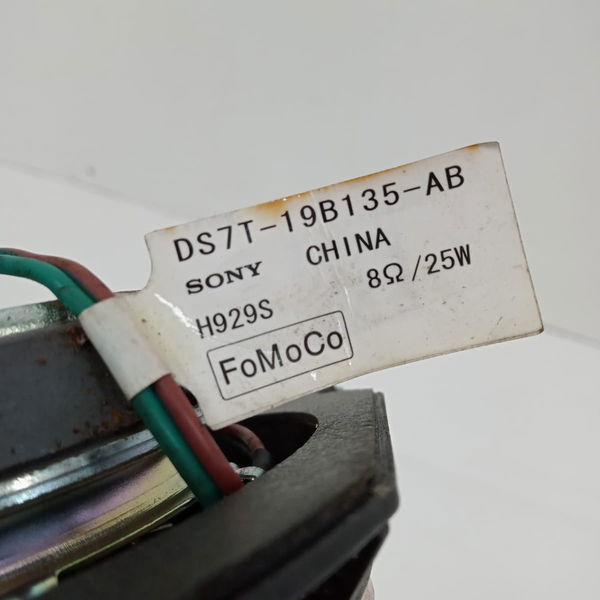 DS7T-19B135-AB
SONY CHINA
H929S 8Ω/25W
FoMoCo